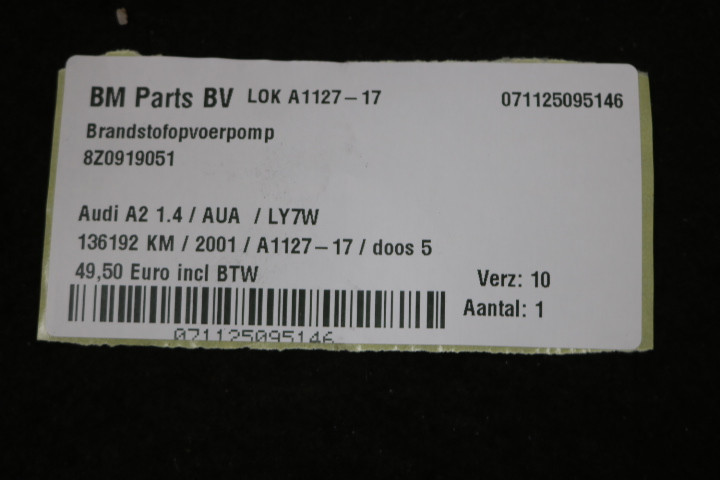 BM Parts BV LOK A1127-17 071125095146
Brandstofopvoerpomp
8Z0919051
Audi A2 1.4 / AUA / LY7W
136192 KM / 2001 / A1127-17 / doos 5
49,50 Euro incl BTW Verz: 10
Aantal: 1
071125095146